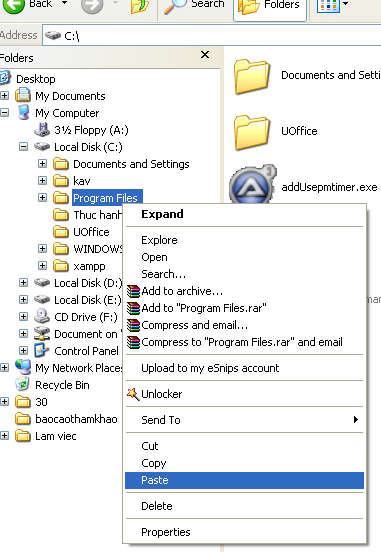 Back Search Folders
Address C:\
Folders
Desktop
My Documents
My Computer
3½ Floppy (A:)
Local Disk (C:)
Documents and Settings
kav
Program Files
Thuc hanh
UOffice
WINDOWS
xampp
Local Disk (D:)
Local Disk (E:)
CD Drive (F:)
Document on "
Control Panel
My Network Places
Recycle Bin
30
baocaothamkhao
Lam viec
Documents and Setting
UOffice
addUsepmtimer.exe
Expand
Explore
Open
Search...
Add to archive...
Add to "Program Files.rar"
Compress and email...
Compress to "Program Files.rar" and email
Upload to my eSnips account
Unlocker
Send To
Cut
Copy
Paste
Delete
Properties